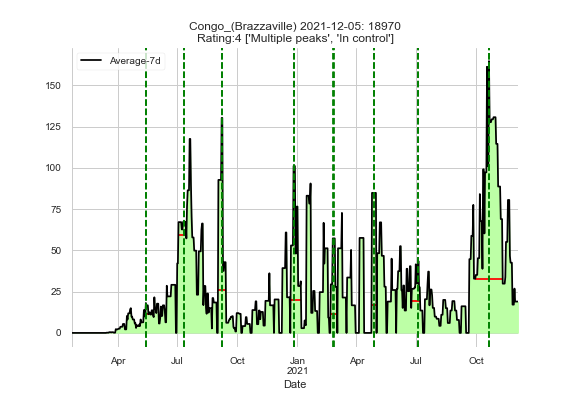 Congo_(Brazzaville) 2021-12-05: 18970
Rating:4 ['Multiple peaks', 'In control']
Average-7d
150
125
100
75
50
25
0
Apr Jul Oct Jan Apr Jul Oct
2021
Date